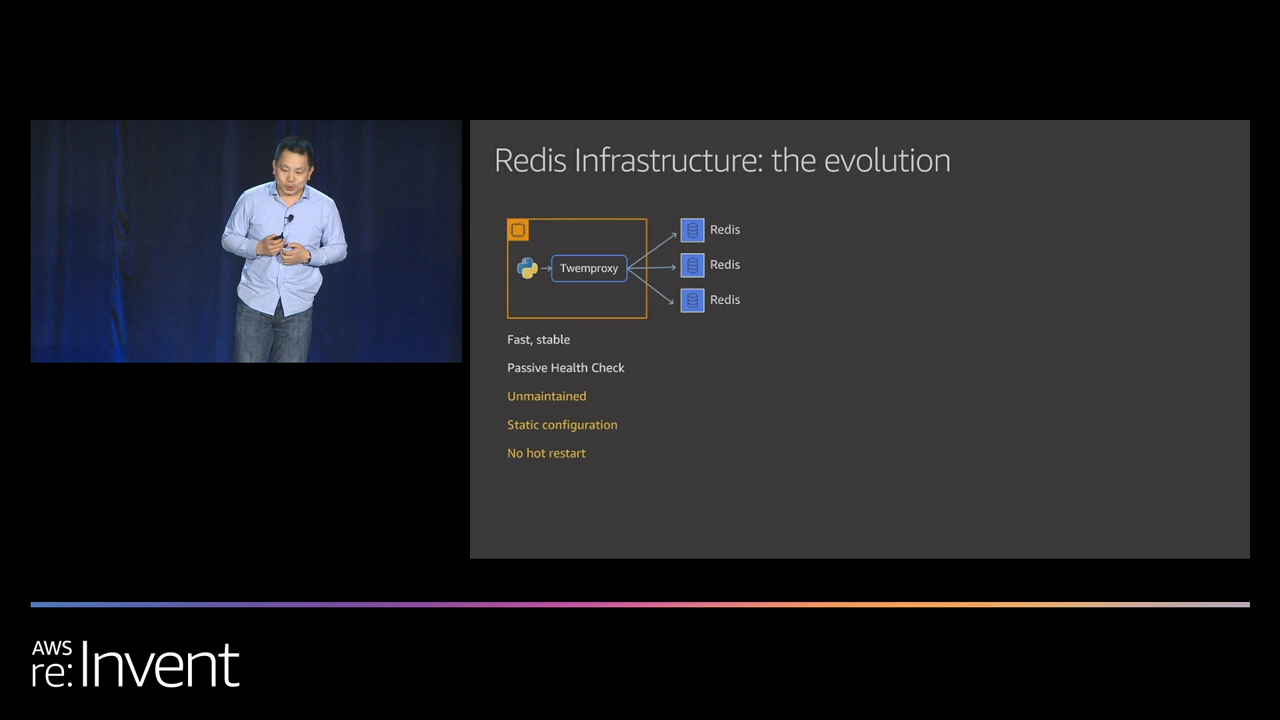 Redis Infrastructure: the evolution
Twemproxy
Redis
Redis
Redis
Fast, stable
Passive Health Check
Unmaintained
Static configuration
No hot restart
AWS
re:Invent